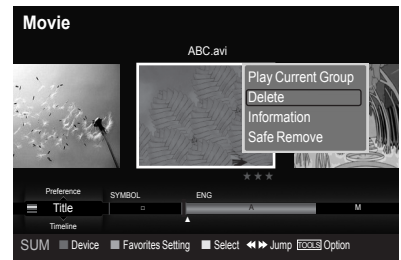 Movie
ABC.avi
Play Current Group
Delete
Information
Safe Remove
Preference
Title
Timeline
SYMBOL
ENG
A
M
SUM Device Favorites Setting Select Jump TOOLS Option